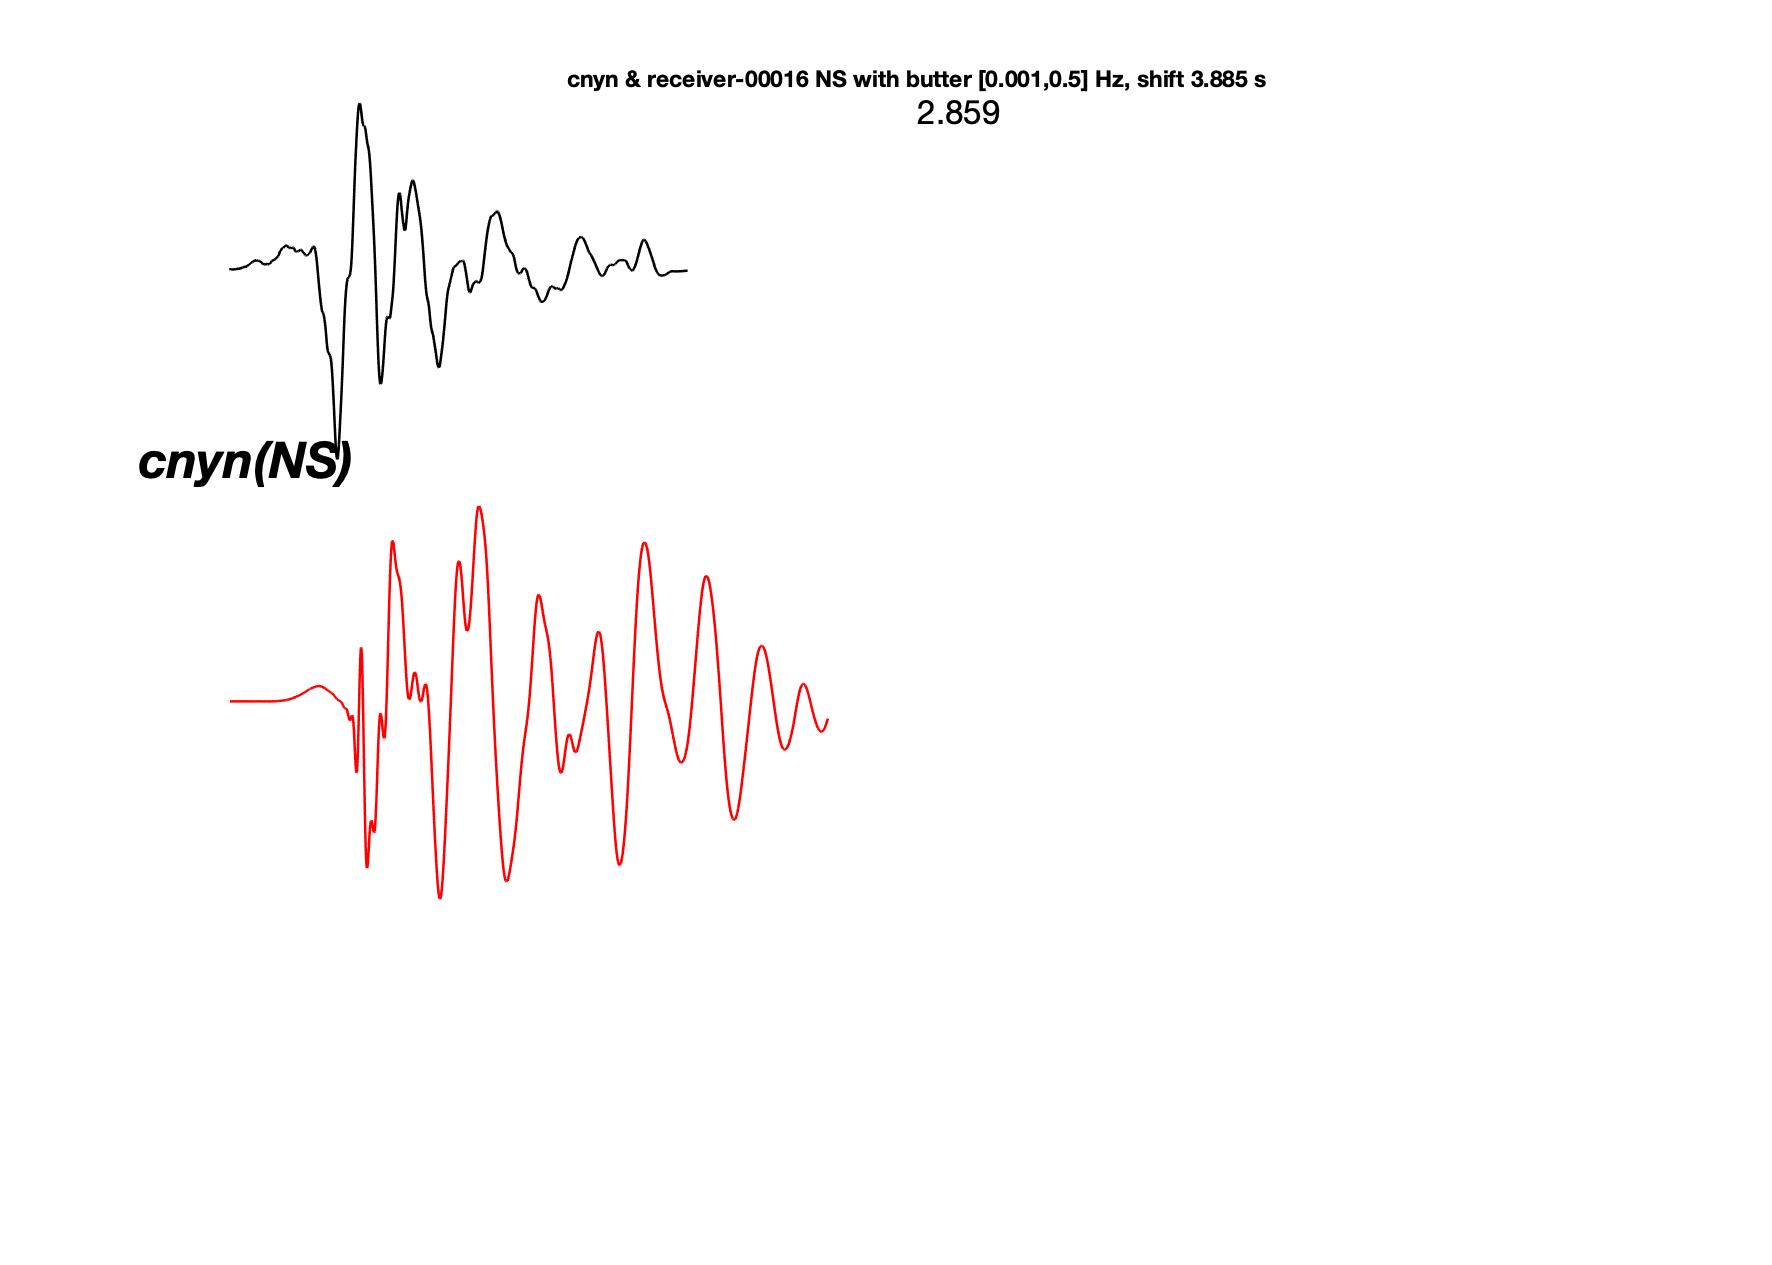 cnyn & receiver-00016 NS with butter [0.001,0.5] Hz, shift 3.885 s
2.859
cnyn(NS)